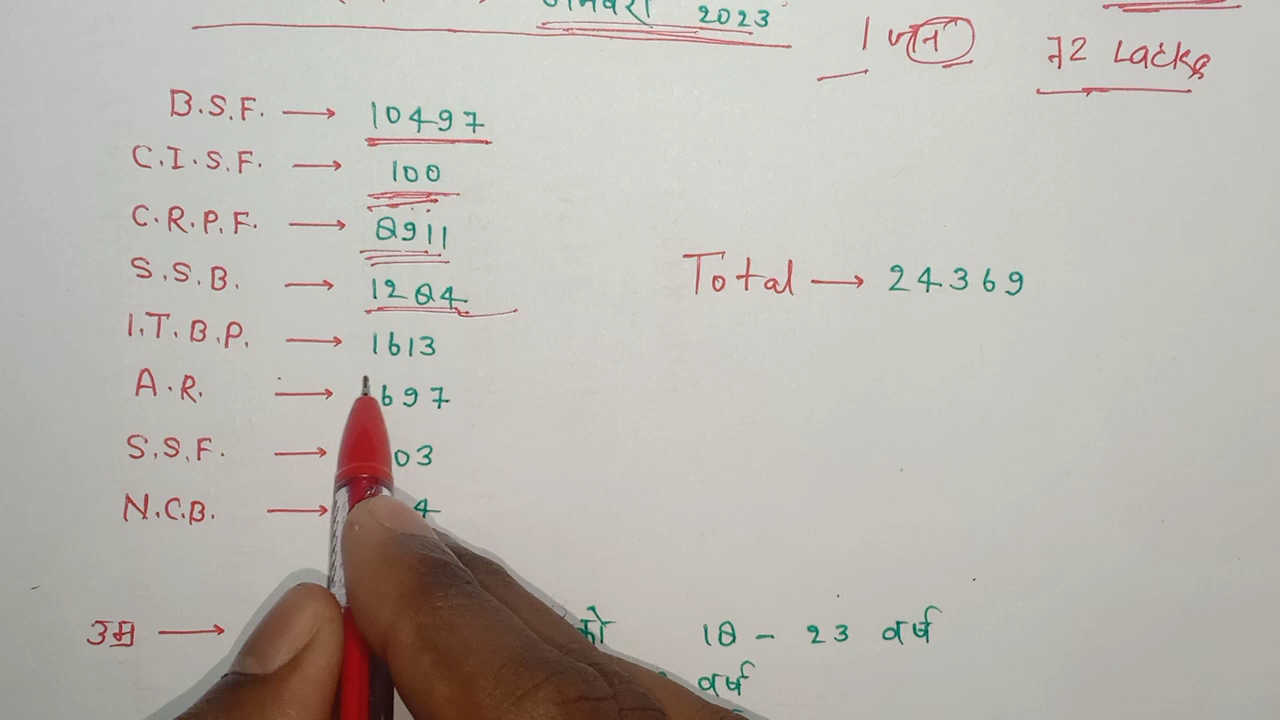 जनवरी 2023
1 जन
72 Lacks
B.S.F. → 10497
C.I.S.F. → 100
C.R.P.F. → 8911
S.S.B. → 1284
I.T.B.P. → 1613
Total → 24369
A.R. → 697
S.S.F. → 03
N.C.B. → 4
उम्र → को 18 - 23 वर्ष
वर्ष